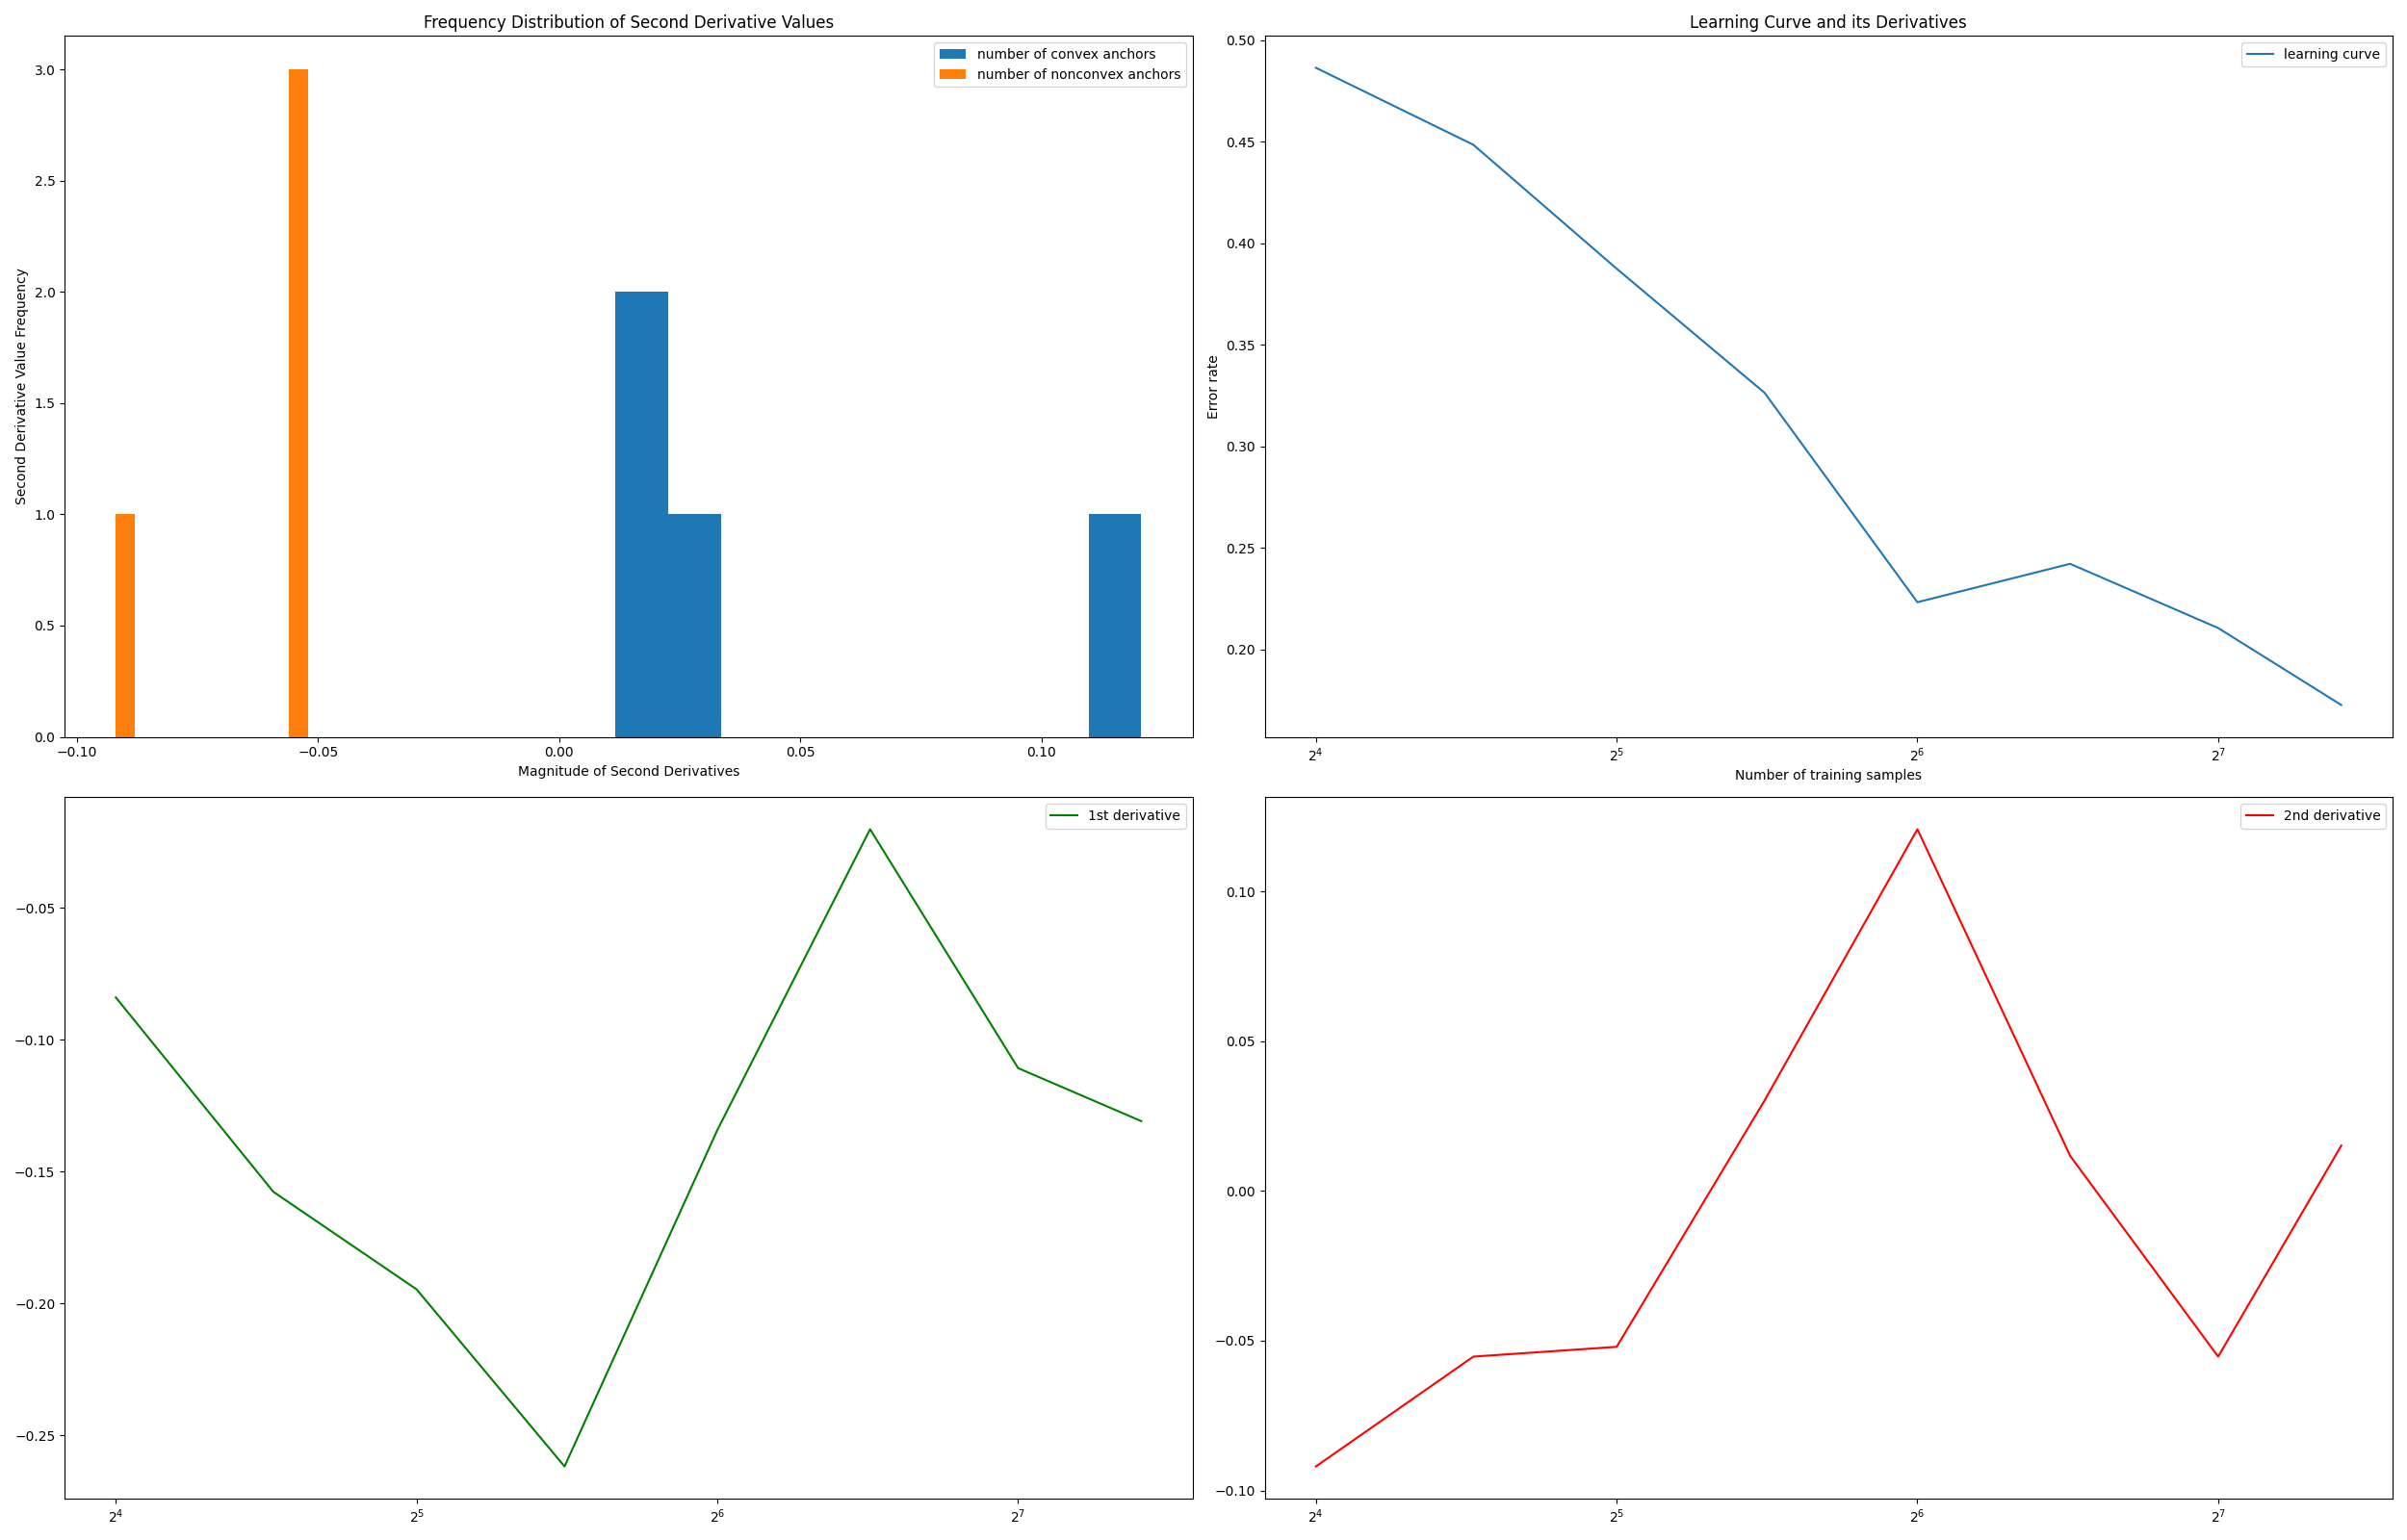 Frequency Distribution of Second Derivative Values
number of convex anchors
number of nonconvex anchors
Second Derivative Value Frequency
3.0
2.5
2.0
1.5
1.0
0.5
0.0
−0.10 −0.05 0.00 0.05 0.10
Magnitude of Second Derivatives
Learning Curve and its Derivatives
learning curve
Error rate
0.50
0.45
0.40
0.35
0.30
0.25
0.20
2⁴ 2⁵ 2⁶ 2⁷
Number of training samples
1st derivative
−0.05
−0.10
−0.15
−0.20
−0.25
2⁴ 2⁵ 2⁶ 2⁷
2nd derivative
0.10
0.05
0.00
−0.05
−0.10
2⁴ 2⁵ 2⁶ 2⁷